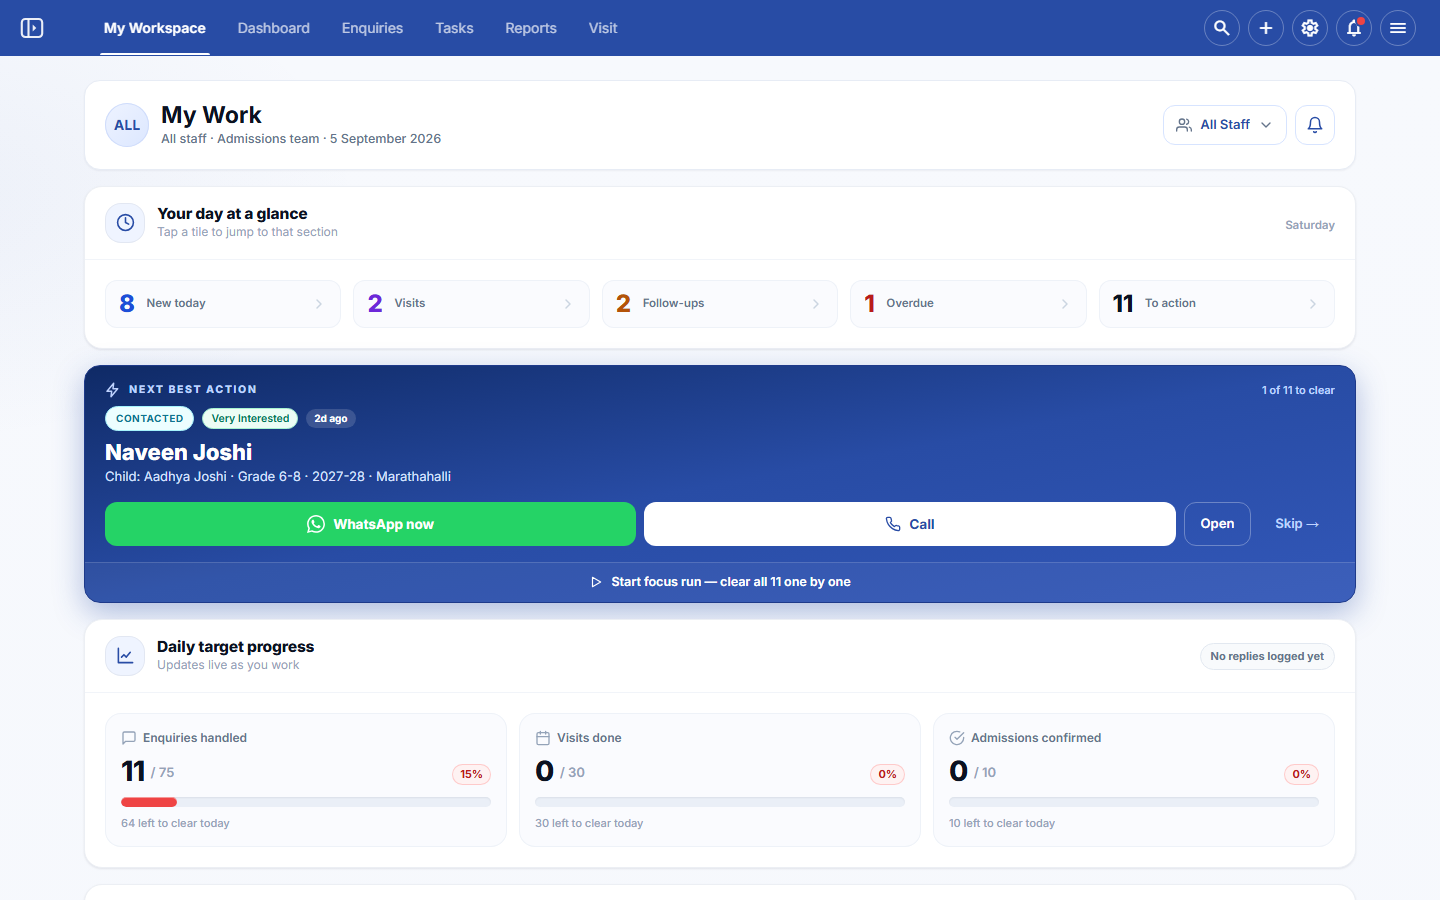 My Workspace
Dashboard
Enquiries
Tasks
Reports
Visit
ALL
My Work
All staff · Admissions team · 5 September 2026
All Staff
Your day at a glance
Tap a tile to jump to that section
Saturday
8 New today
2 Visits
2 Follow-ups
1 Overdue
11 To action
NEXT BEST ACTION
1 of 11 to clear
CONTACTED
Very Interested
2d ago
Naveen Joshi
Child: Aadhya Joshi · Grade 6-8 · 2027-28 · Marathahalli
WhatsApp now
Call
Open
Skip →
Start focus run — clear all 11 one by one
Daily target progress
Updates live as you work
No replies logged yet
Enquiries handled
11 / 75
15%
64 left to clear today
Visits done
0 / 30
0%
30 left to clear today
Admissions confirmed
0 / 10
0%
10 left to clear today